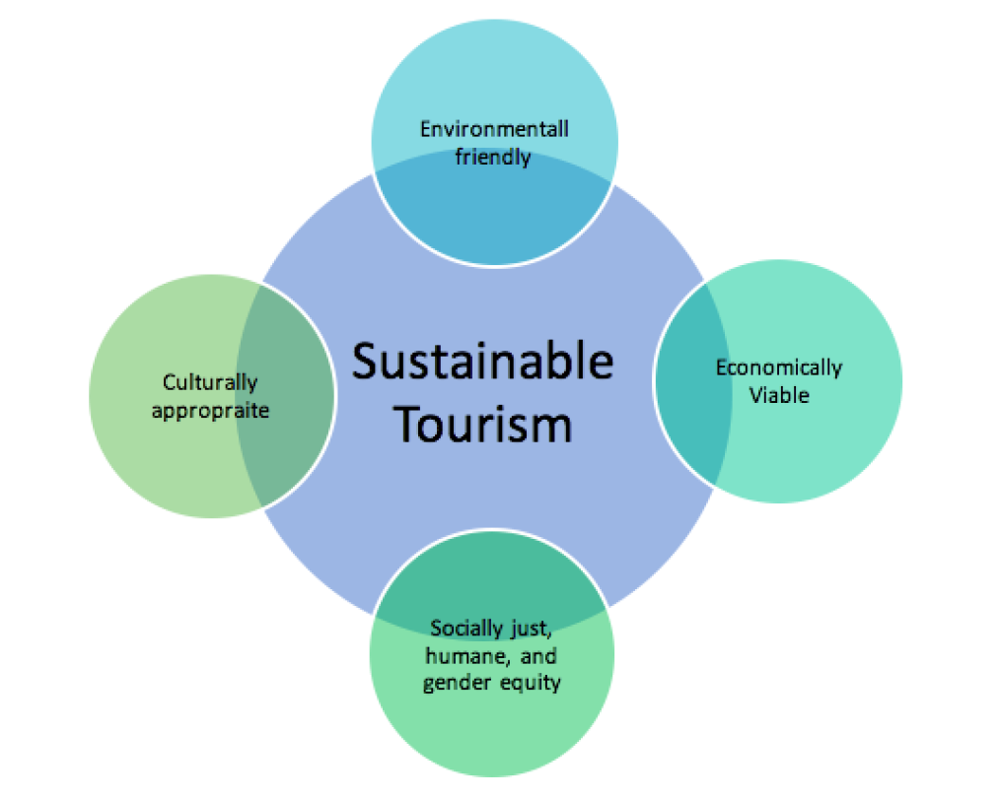 Environmentall
friendly
Sustainable
Tourism
Economically
Viable
Culturally
appropraite
Socially just,
humane, and
gender equity